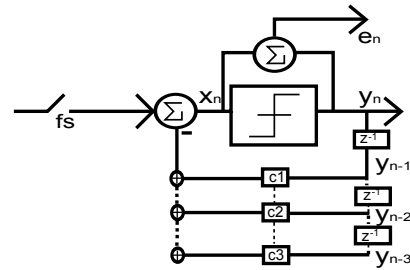 eₙ
Σ
xₙ
yₙ
Σ
fs
z⁻¹
yₙ₋₁
c1
z⁻¹
c2
yₙ₋₂
z⁻¹
c3
yₙ₋₃